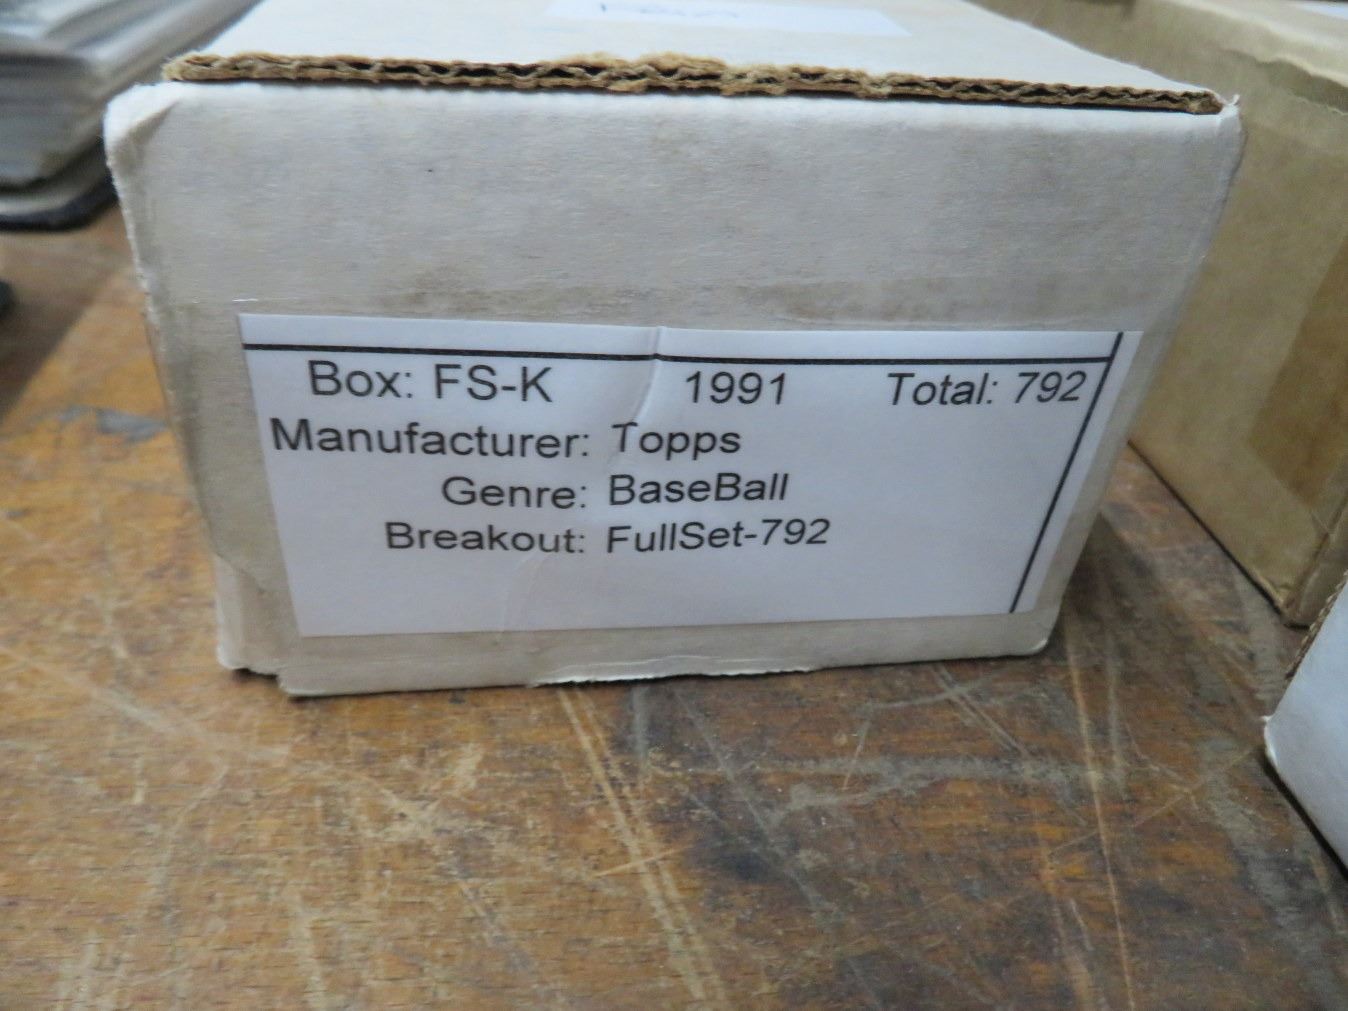 Box: FS-K 1991 Total: 792
Manufacturer: Topps
Genre: BaseBall
Breakout: FullSet-792